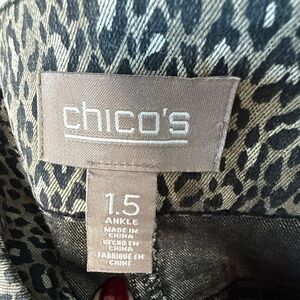 chico's
1.5
ANKLE
MADE IN
CHINA
HECHO EN
CHINA
FABRIQUÉ EN
CHINE